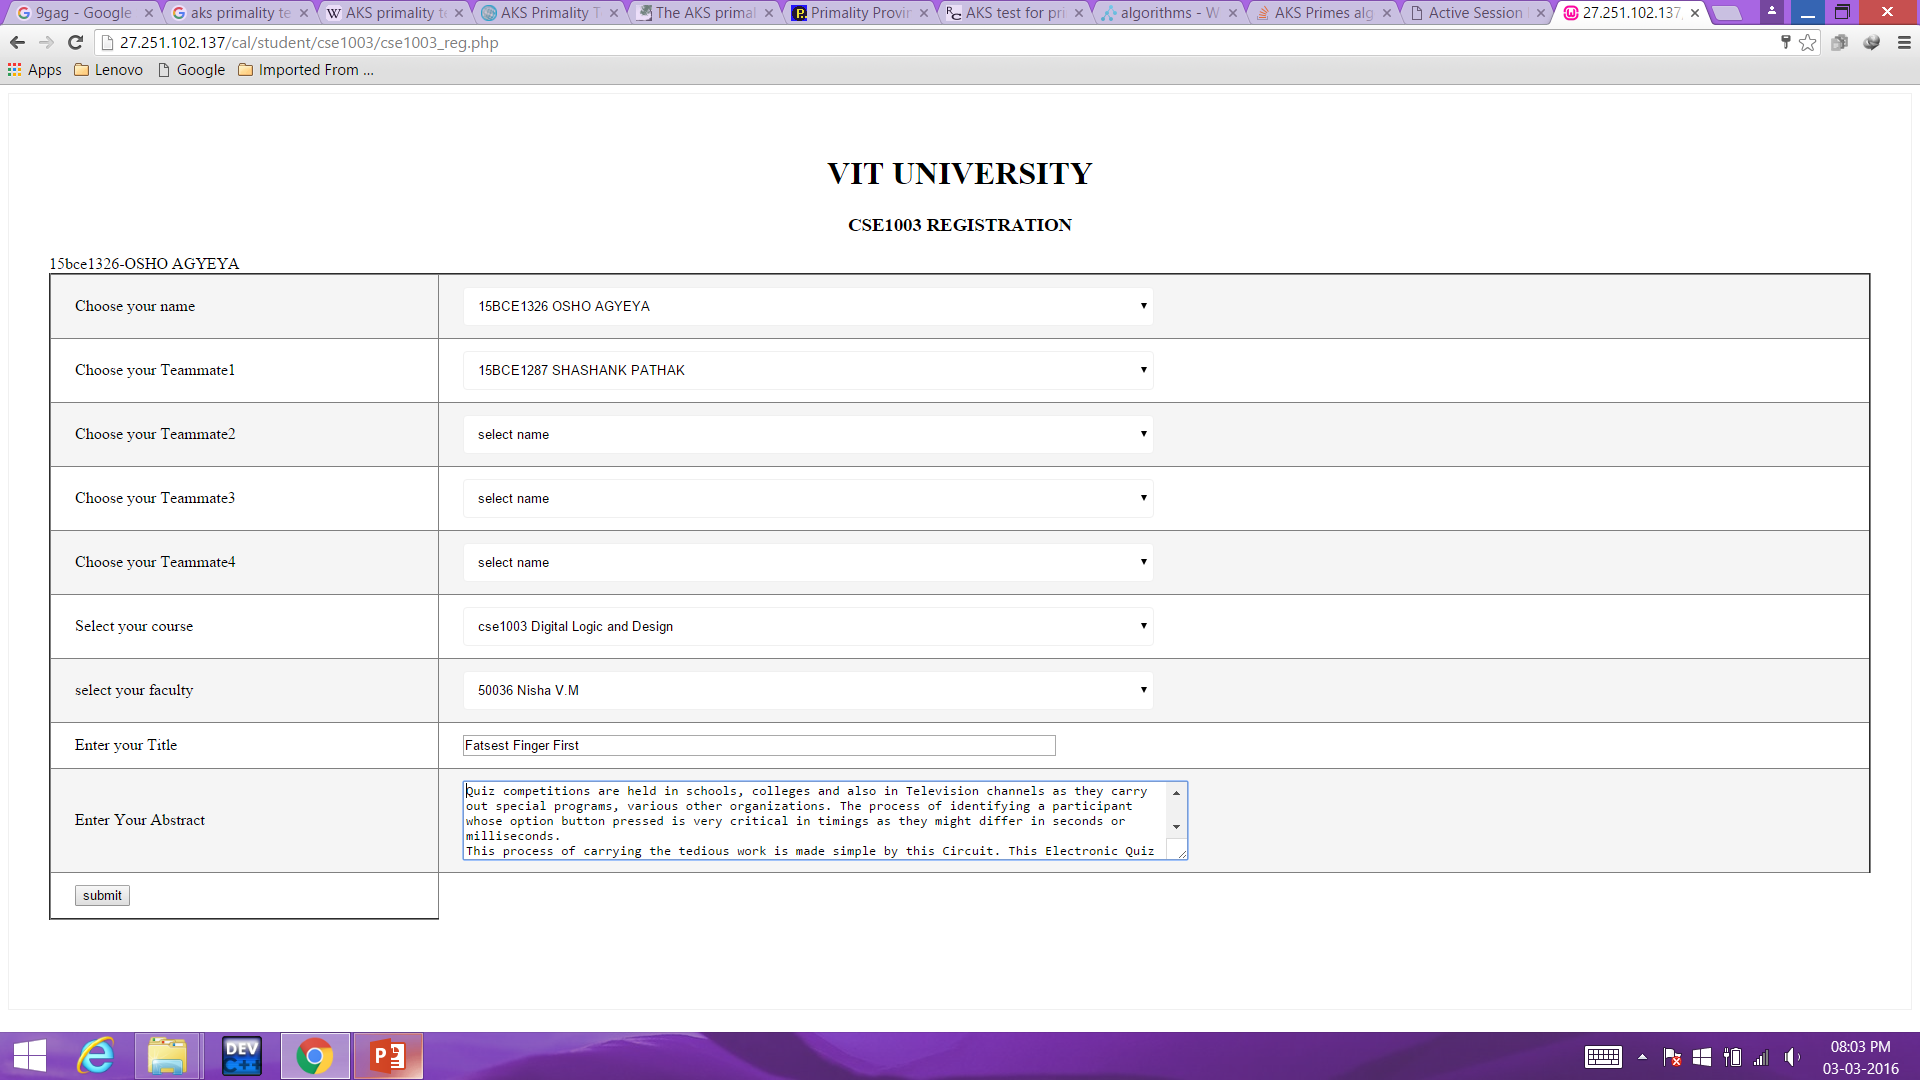 9gag - Google
aks primality te
AKS primality te
AKS Primality T
The AKS primal
Primality Provin
AKS test for pri
algorithms - W
AKS Primes alg
Active Session
27.251.102.137
27.251.102.137/cal/student/cse1003/cse1003_reg.php
Apps Lenovo Google Imported From ...
VIT UNIVERSITY
CSE1003 REGISTRATION
15bce1326-OSHO AGYEYA
Choose your name 15BCE1326 OSHO AGYEYA
Choose your Teammate1 15BCE1287 SHASHANK PATHAK
Choose your Teammate2 select name
Choose your Teammate3 select name
Choose your Teammate4 select name
Select your course cse1003 Digital Logic and Design
select your faculty 50036 Nisha V.M
Enter your Title Fatsest Finger First
Enter Your Abstract
Quiz competitions are held in schools, colleges and also in Television channels as they carry
out special programs, various other organizations. The process of identifying a participant
whose option button pressed is very critical in timings as they might differ in seconds or
milliseconds.
This process of carrying the tedious work is made simple by this Circuit. This Electronic Quiz
submit
DEV
C++
08:03 PM
03-03-2016